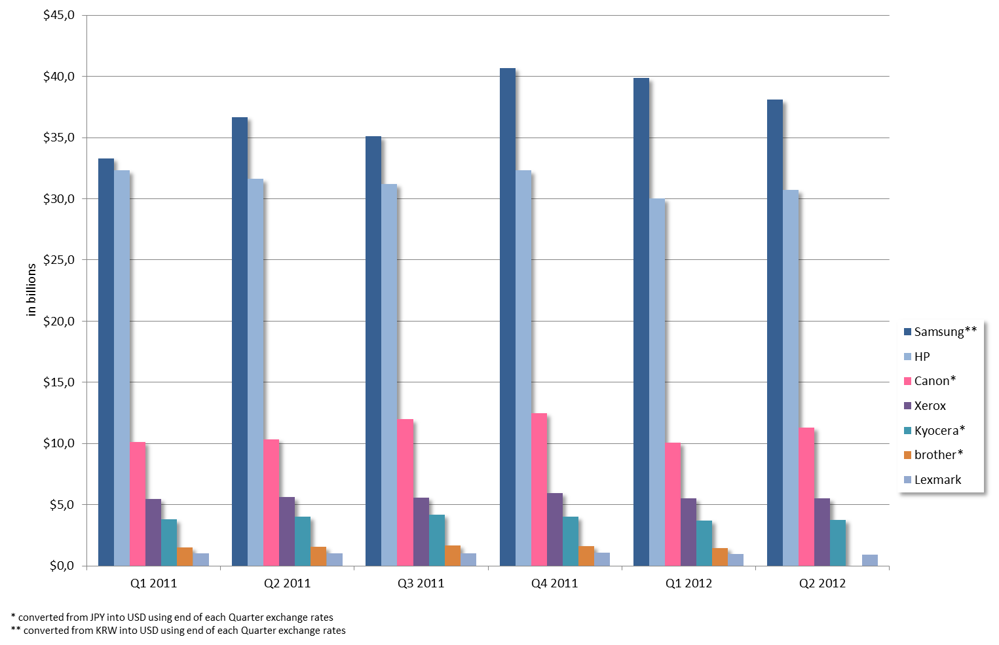 $45,0
$40,0
$35,0
$30,0
$25,0
$20,0
$15,0
$10,0
$5,0
$0,0
in billions
Q1 2011
Q2 2011
Q3 2011
Q4 2011
Q1 2012
Q2 2012
Samsung**
HP
Canon*
Xerox
Kyocera*
brother*
Lexmark
* converted from JPY into USD using end of each Quarter exchange rates
** converted from KRW into USD using end of each Quarter exchange rates